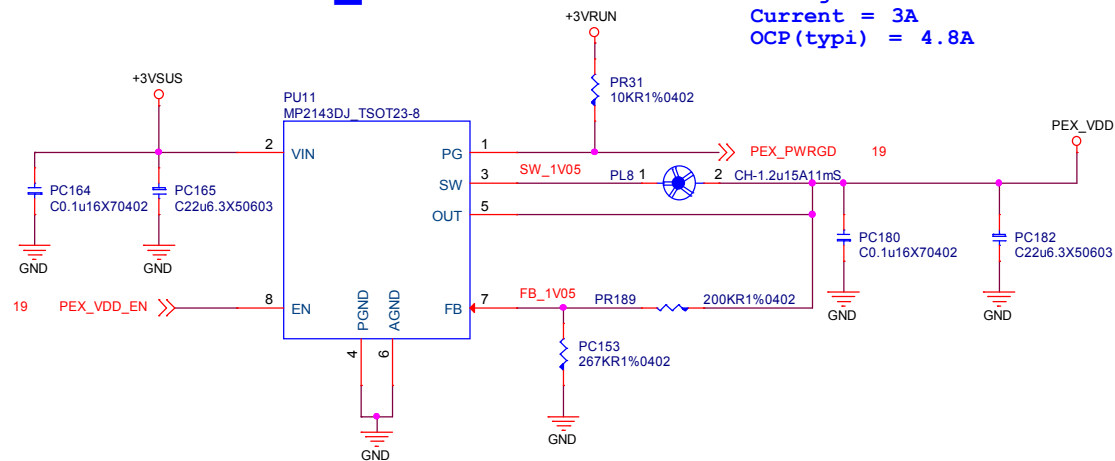 Current = 3A
OCP(typi) = 4.8A
+3VRUN
+3VSUS
PR31
10KR1%0402
PU11
MP2143DJ_TSOT23-8
PEX_VDD
2
VIN
PG
1
PEX_PWRGD 19
PC164
C0.1u16X70402
PC165
C22u6.3X50603
SW
3
SW_1V05
PL8
1
2
CH-1.2u15A11mS
OUT
5
PC180
C0.1u16X70402
PC182
C22u6.3X50603
GND
GND
19 PEX_VDD_EN
8
EN
PGND
AGND
FB
7
FB_1V05
PR189
200KR1%0402
GND
GND
4
6
PC153
267KR1%0402
GND
GND